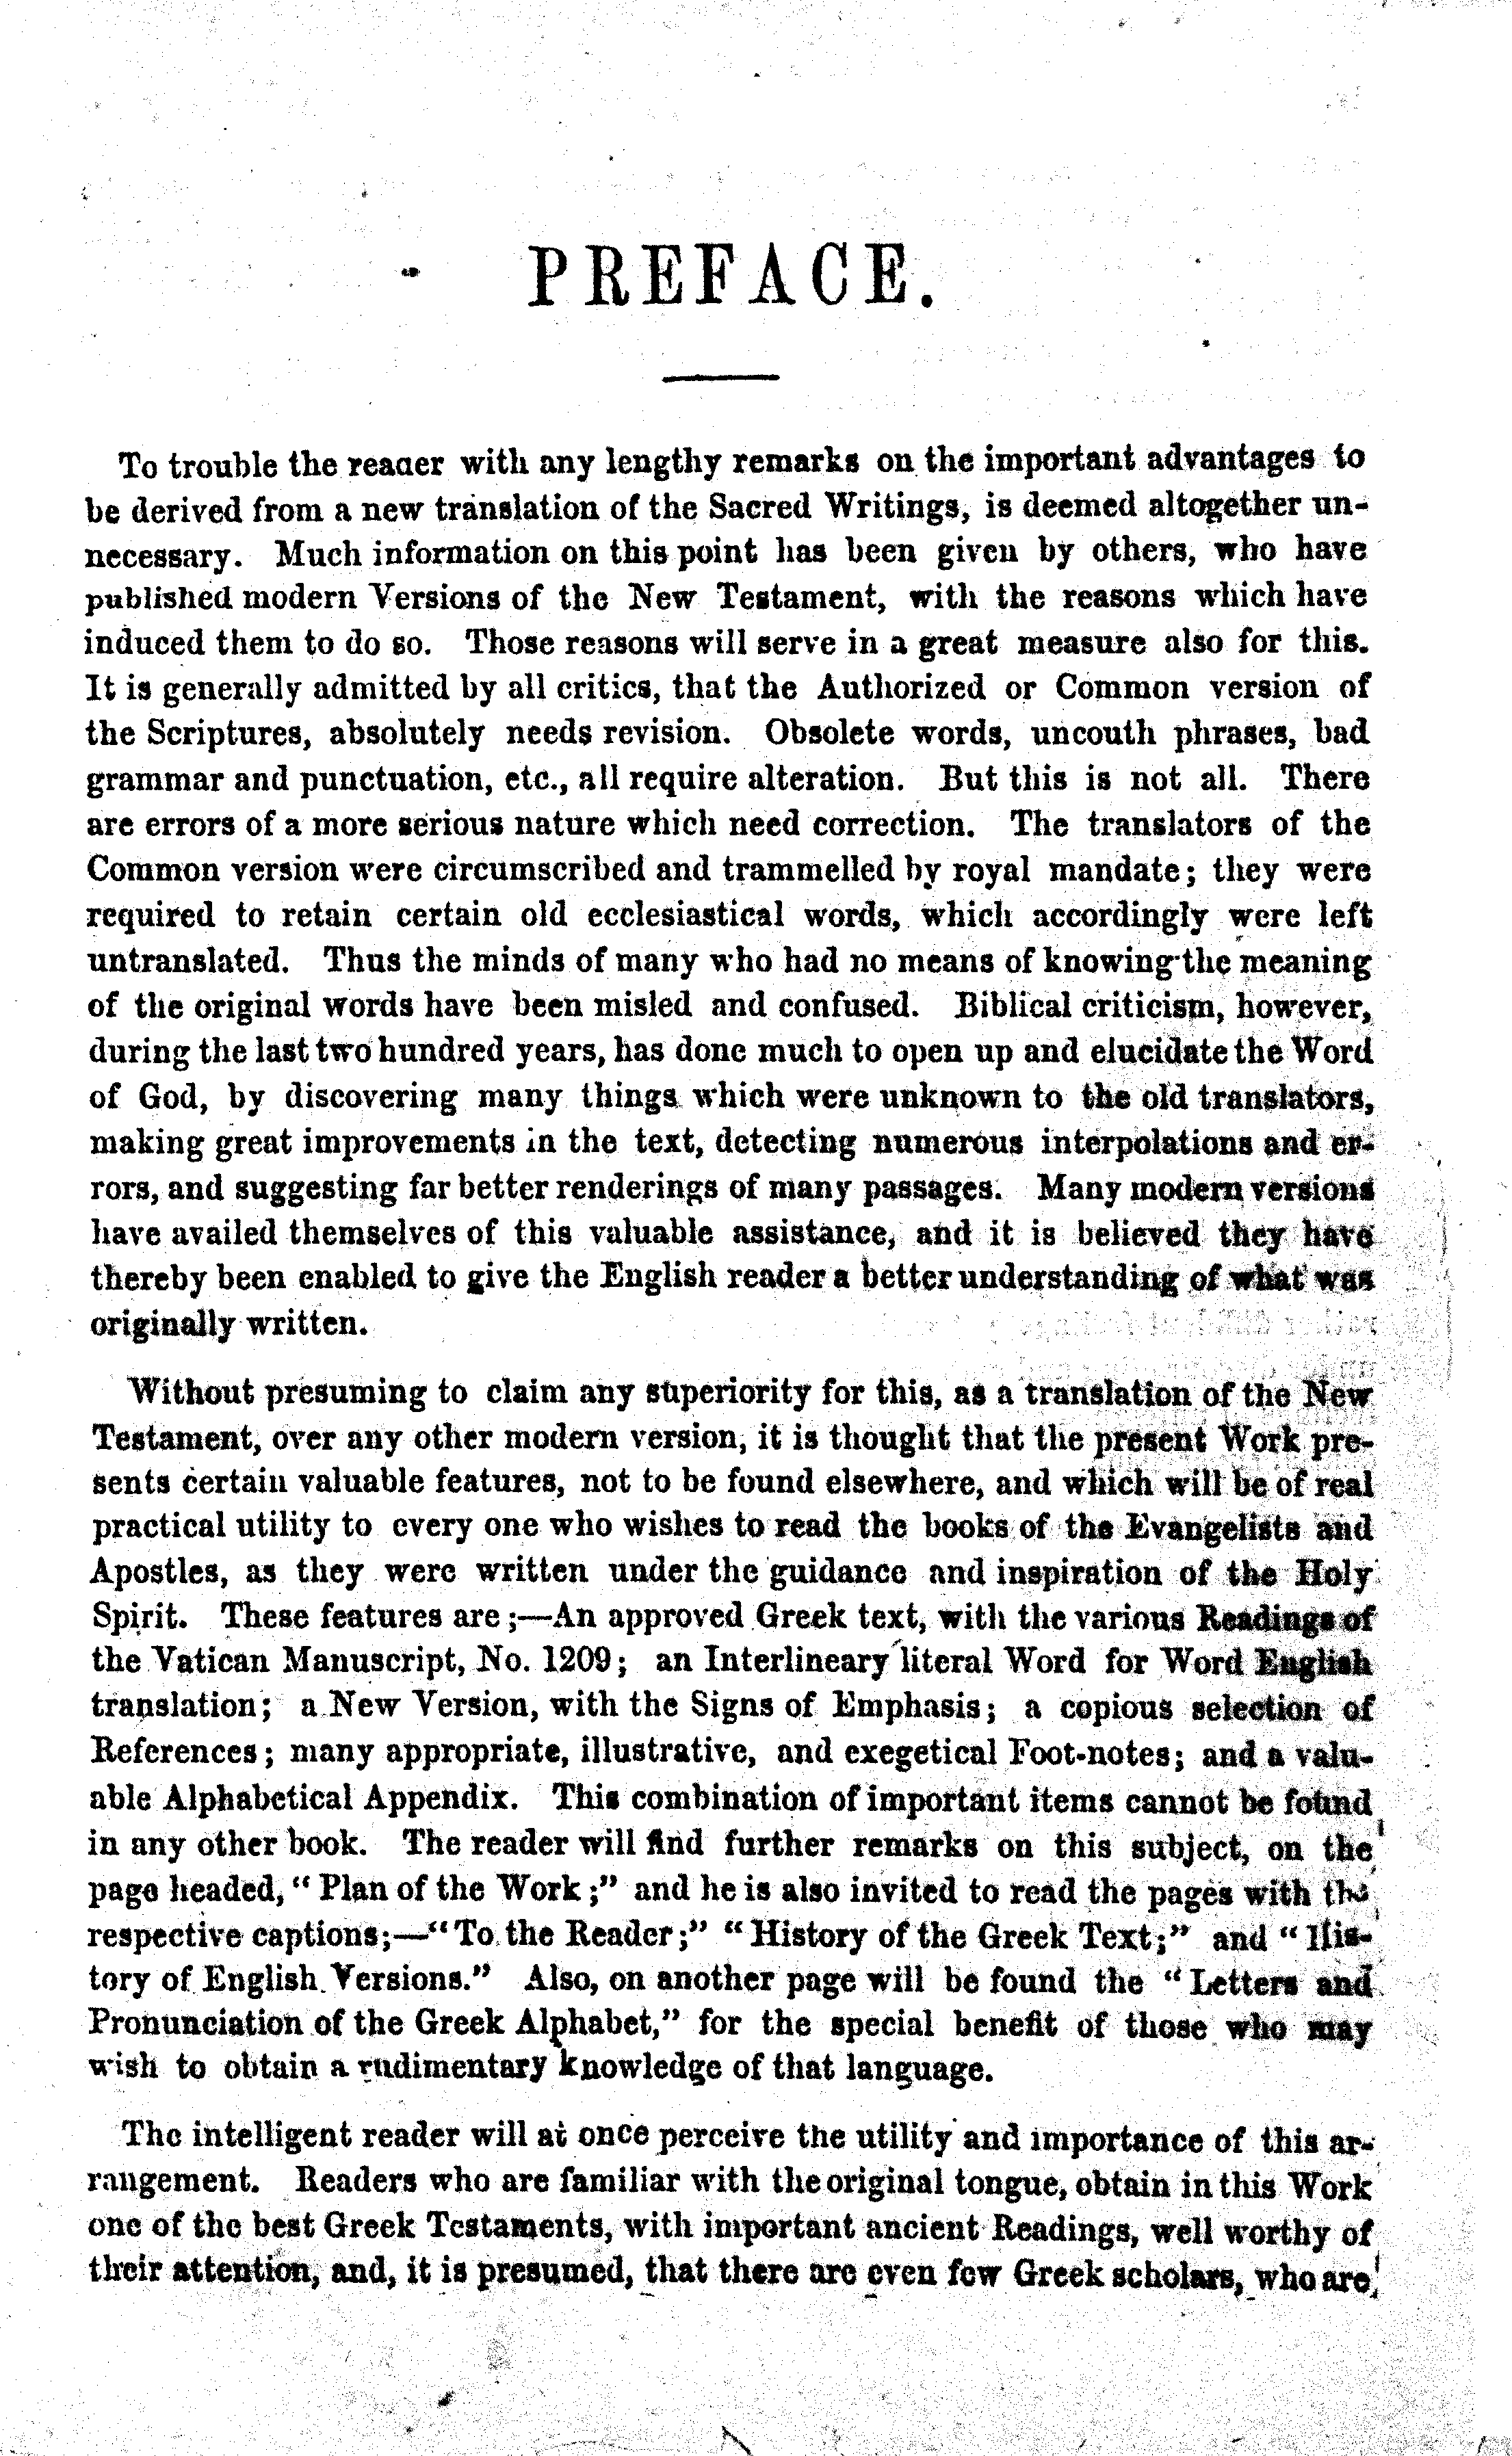 PREFACE.
To trouble the reader with any lengthy remarks on the important advantages to
be derived from a new translation of the Sacred Writings, is deemed altogether un-
necessary. Much information on this point has been given by others, who have
published modern Versions of the New Testament, with the reasons which have
induced them to do so. Those reasons will serve in a great measure also for this.
It is generally admitted by all critics, that the Authorized or Common version of
the Scriptures, absolutely needs revision. Obsolete words, uncouth phrases, bad
grammar and punctuation, etc., all require alteration. But this is not all. There
are errors of a more serious nature which need correction. The translators of the
Common version were circumscribed and trammelled by royal mandate; they were
required to retain certain old ecclesiastical words, which accordingly were left
untranslated. Thus the minds of many who had no means of knowing the meaning
of the original words have been misled and confused. Biblical criticism, however,
during the last two hundred years, has done much to open up and elucidate the Word
of God, by discovering many things which were unknown to the old translators,
making great improvements in the text, detecting numerous interpolations and er-
rors, and suggesting far better renderings of many passages. Many modern versions
have availed themselves of this valuable assistance, and it is believed they have
thereby been enabled to give the English reader a better understanding of what was
originally written.
Without presuming to claim any superiority for this, as a translation of the New
Testament, over any other modern version, it is thought that the present Work pre-
sents certain valuable features, not to be found elsewhere, and which will be of real
practical utility to every one who wishes to read the books of the Evangelists and
Apostles, as they were written under the guidance and inspiration of the Holy
Spirit. These features are;—An approved Greek text, with the various Readings of
the Vatican Manuscript, No. 1209; an Interlineary literal Word for Word English
translation; a New Version, with the Signs of Emphasis; a copious selection of
References; many appropriate, illustrative, and exegetical Foot-notes; and a valu-
able Alphabetical Appendix. This combination of important items cannot be found
in any other book. The reader will find further remarks on this subject, on the
page headed, "Plan of the Work;" and he is also invited to read the pages with the
respective captions;—"To the Reader;" "History of the Greek Text;" and "His-
tory of English Versions." Also, on another page will be found the "Letters and
Pronunciation of the Greek Alphabet," for the special benefit of those who may
wish to obtain a rudimentary knowledge of that language.
The intelligent reader will at once perceive the utility and importance of this ar-
rangement. Readers who are familiar with the original tongue, obtain in this Work
one of the best Greek Testaments, with important ancient Readings, well worthy of
their attention, and, it is presumed, that there are even few Greek scholars, who are